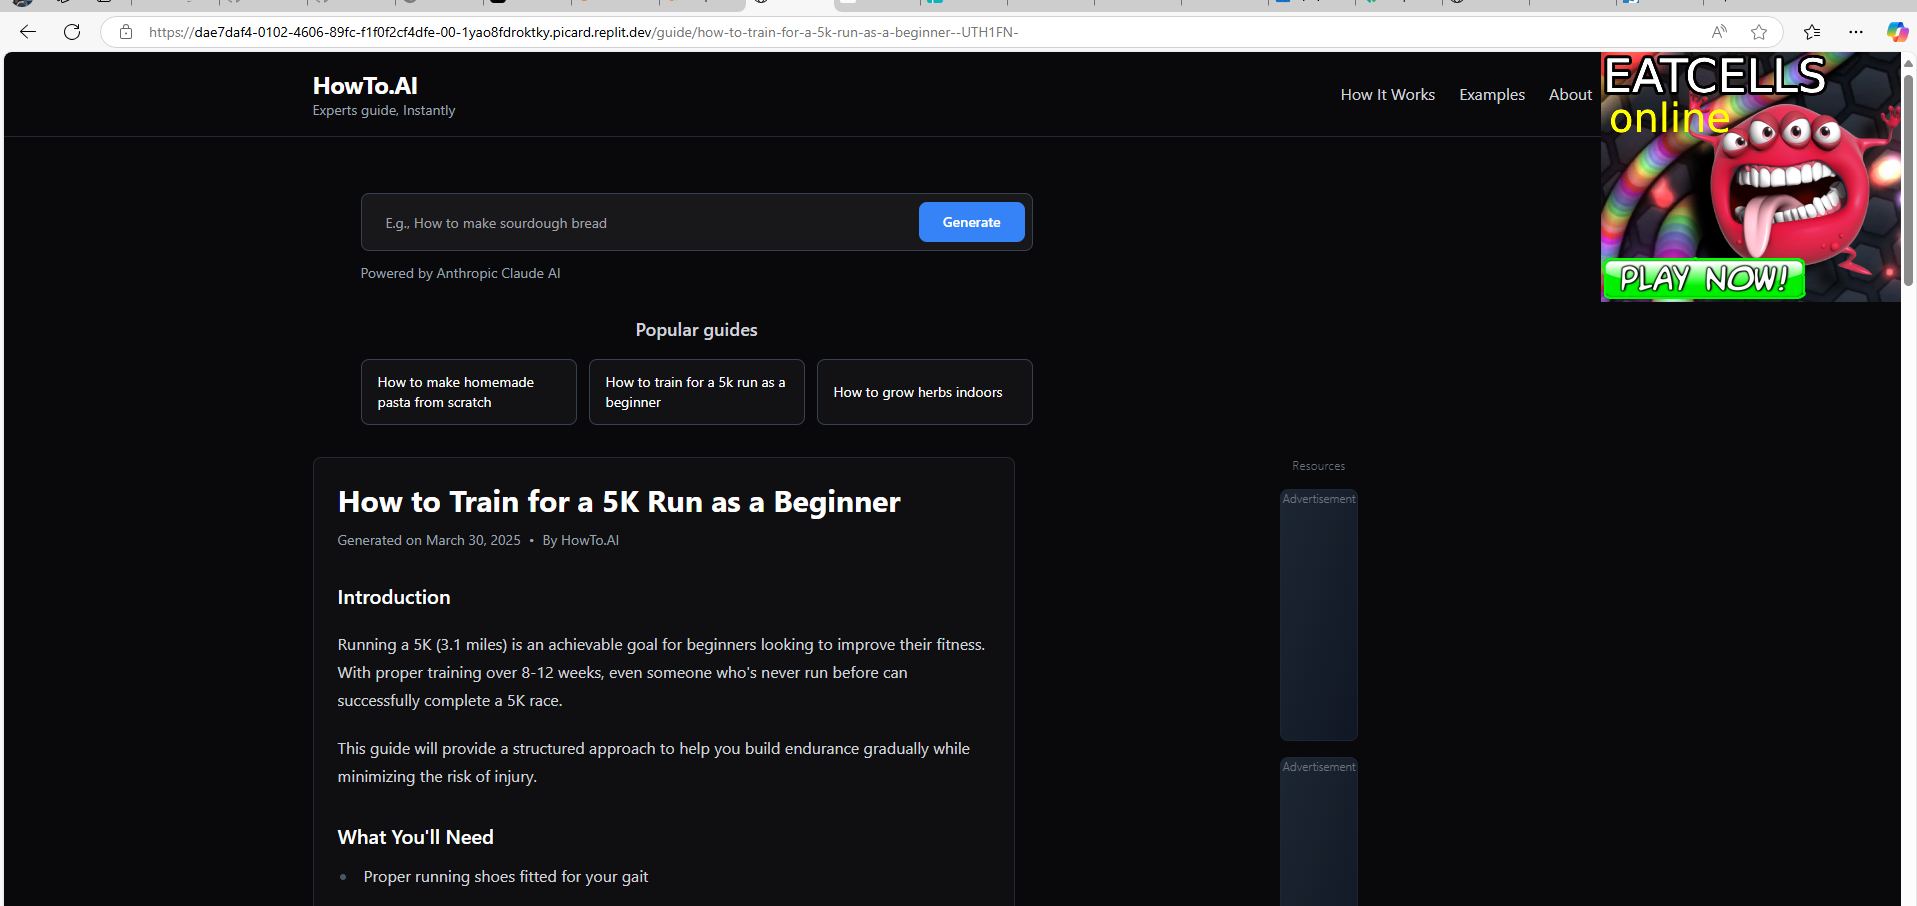 https://dae7daf4-0102-4606-89fc-f1f0f2cf4dfe-00-1yao8fdroktky.picard.replit.dev/guide/how-to-train-for-a-5k-run-as-a-beginner--UTH1FN-
HowTo.AI
Experts guide, Instantly
How It Works
Examples
About
EATCELLS
online
PLAY NOW!
E.g., How to make sourdough bread
Generate
Powered by Anthropic Claude AI
Popular guides
How to make homemade
pasta from scratch
How to train for a 5k run as a
beginner
How to grow herbs indoors
How to Train for a 5K Run as a Beginner
Generated on March 30, 2025 • By HowTo.AI
Introduction
Running a 5K (3.1 miles) is an achievable goal for beginners looking to improve their fitness.
With proper training over 8-12 weeks, even someone who's never run before can
successfully complete a 5K race.
This guide will provide a structured approach to help you build endurance gradually while
minimizing the risk of injury.
What You'll Need
• Proper running shoes fitted for your gait
Resources
Advertisement
Advertisement